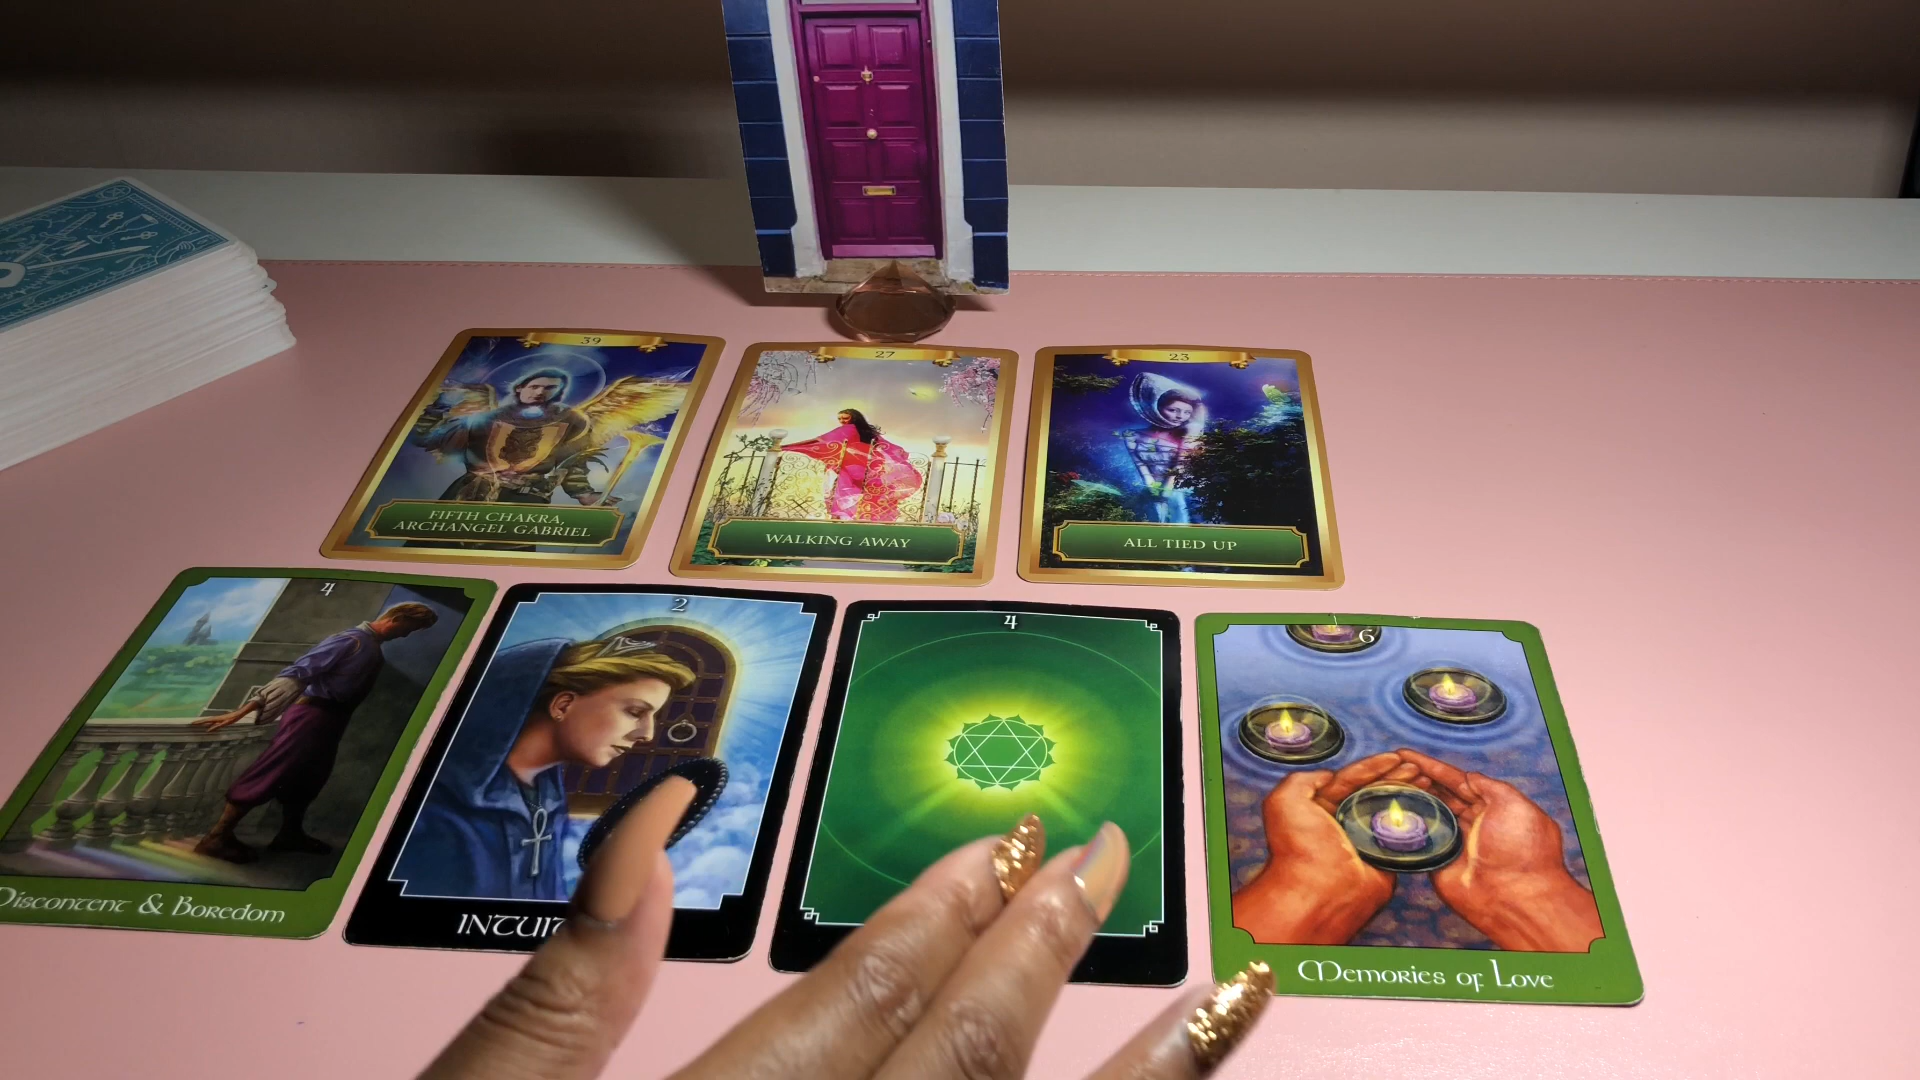 39
27
23
FIFTH CHAKRA,
ARCHANGEL GABRIEL
WALKING AWAY
ALL TIED UP
4
2
4
6
Discontent & Boredom
Memories of Love